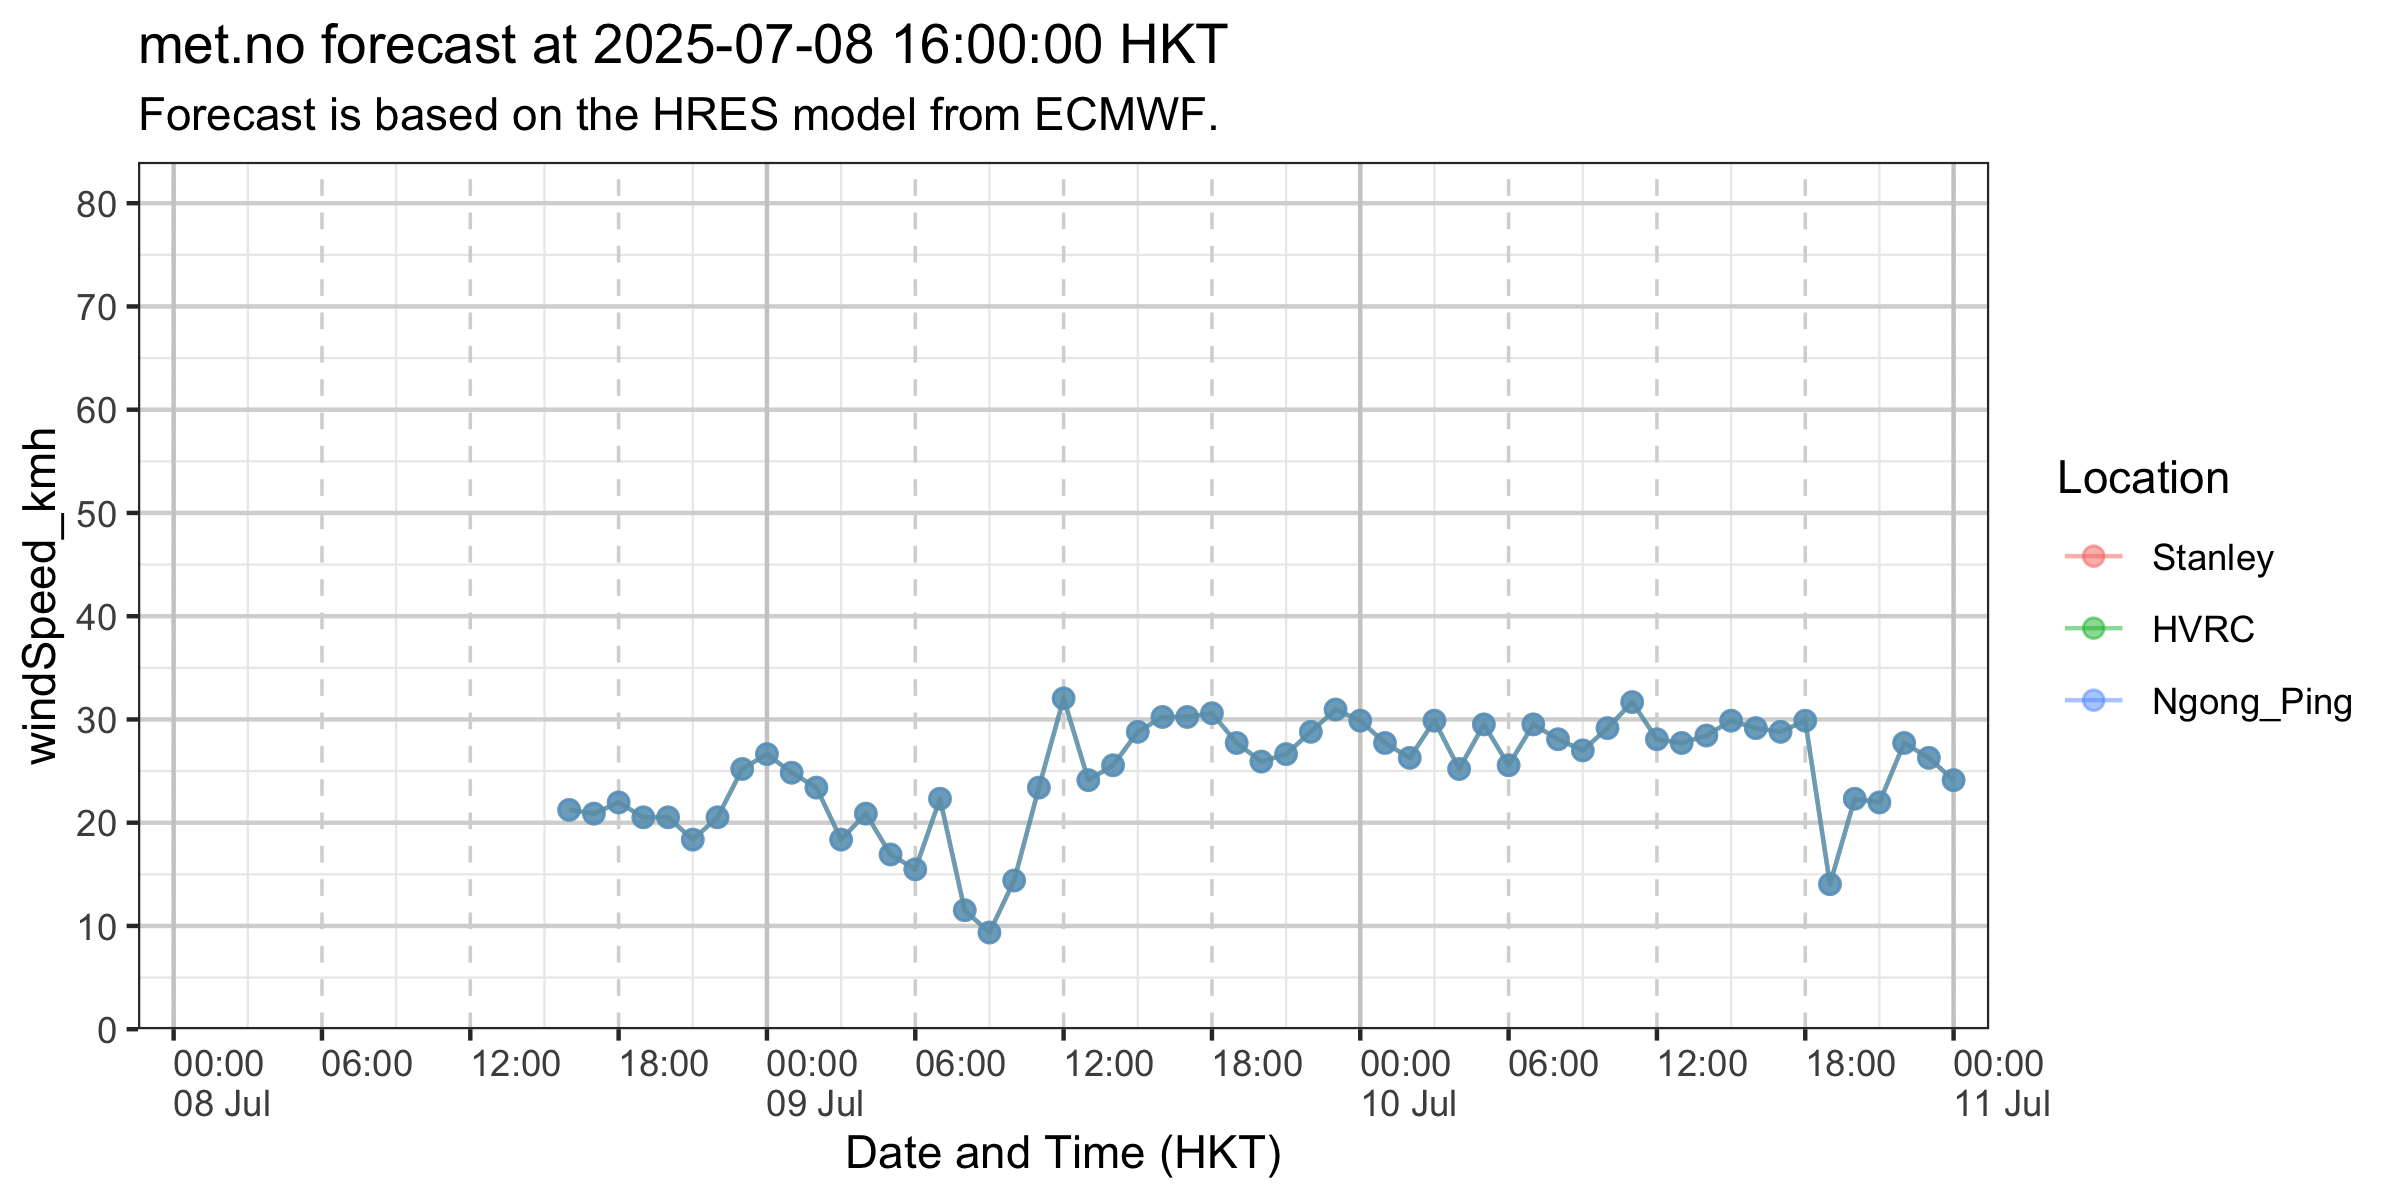 met.no forecast at 2025-07-08 16:00:00 HKT
Forecast is based on the HRES model from ECMWF.
windSpeed_kmh
80
70
60
50
40
30
20
10
0
00:00 06:00 12:00 18:00 00:00 06:00 12:00 18:00 00:00 06:00 12:00 18:00 00:00
08 Jul 09 Jul 10 Jul 11 Jul
Date and Time (HKT)
Location
Stanley
HVRC
Ngong_Ping